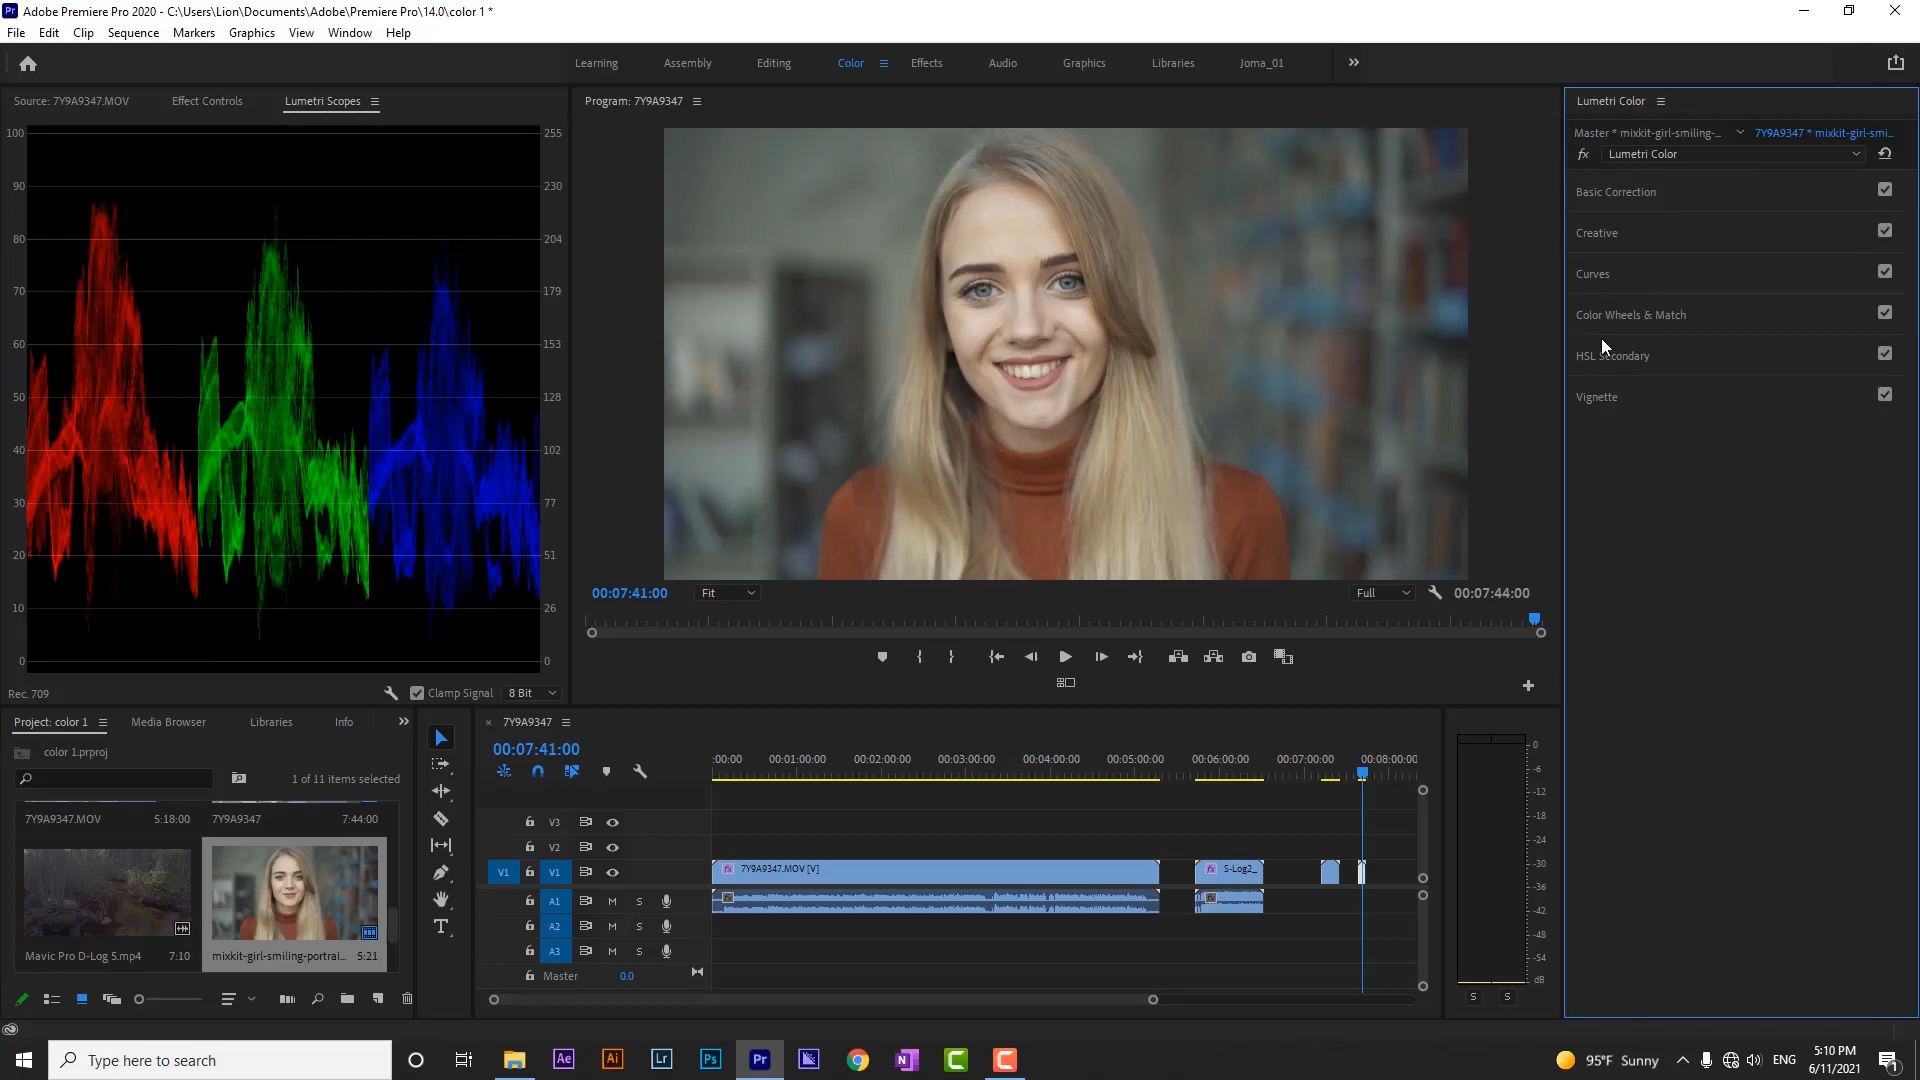 Pr Adobe Premiere Pro 2020 - C:\Users\Lion\Documents\Adobe\Premiere Pro\14.0\color 1 *
File Edit Clip Sequence Markers Graphics View Window Help
Learning Assembly Editing Color Effects Audio Graphics Libraries Joma_01
Source: 7Y9A9347.MOV Effect Controls Lumetri Scopes
Program: 7Y9A9347
Lumetri Color
Master * mixkit-girl-smiling-... 7Y9A9347 * mixkit-girl-smi...
fx Lumetri Color
Basic Correction
Creative
Curves
Color Wheels & Match
HSL Secondary
Vignette
100 255
90 230
80 204
70 179
60 153
50 128
40 102
30 77
20 51
10 26
0 0
Rec. 709 Clamp Signal 8 Bit
00:07:41:00 Fit Full 00:07:44:00
Project: color 1 Media Browser Libraries Info
color 1.prproj
1 of 11 items selected
7Y9A9347.MOV 5:18:00 7Y9A9347 7:44:00
Mavic Pro D-Log 5.mp4 7:10 mixkit-girl-smiling-portrai... 5:21
× 7Y9A9347
00:07:41:00
:00:00 00:01:00:00 00:02:00:00 00:03:00:00 00:04:00:00 00:05:00:00 00:06:00:00 00:07:00:00 00:08:00:00
V3
V2
V1 V1 fx 7Y9A9347.MOV [V] fx S-Log2_
A1 M S
A2 M S
A3 M S
Master 0.0
0
-6
-12
-18
-24
-30
-36
-42
-48
-54
dB
S S
Type here to search
Ae Ai Lr Ps Pr
95°F Sunny ENG 5:10 PM
6/11/2021
1